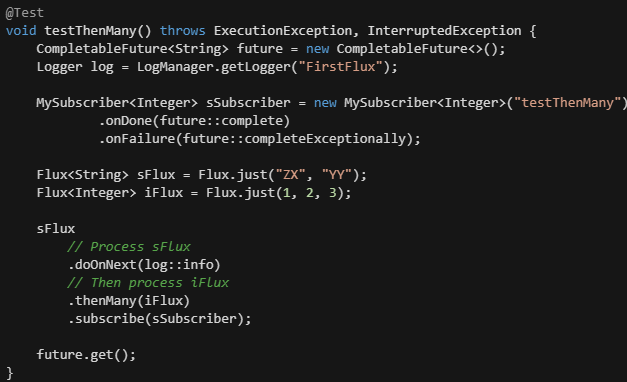 @Test
void testThenMany() throws ExecutionException, InterruptedException {
    CompletableFuture<String> future = new CompletableFuture<>();
    Logger log = LogManager.getLogger("FirstFlux");

    MySubscriber<Integer> sSubscriber = new MySubscriber<Integer>("testThenMany")
            .onDone(future::complete)
            .onFailure(future::completeExceptionally);

    Flux<String> sFlux = Flux.just("ZX", "YY");
    Flux<Integer> iFlux = Flux.just(1, 2, 3);

    sFlux
        // Process sFlux
        .doOnNext(log::info)
        // Then process iFlux
        .thenMany(iFlux)
        .subscribe(sSubscriber);

    future.get();
}